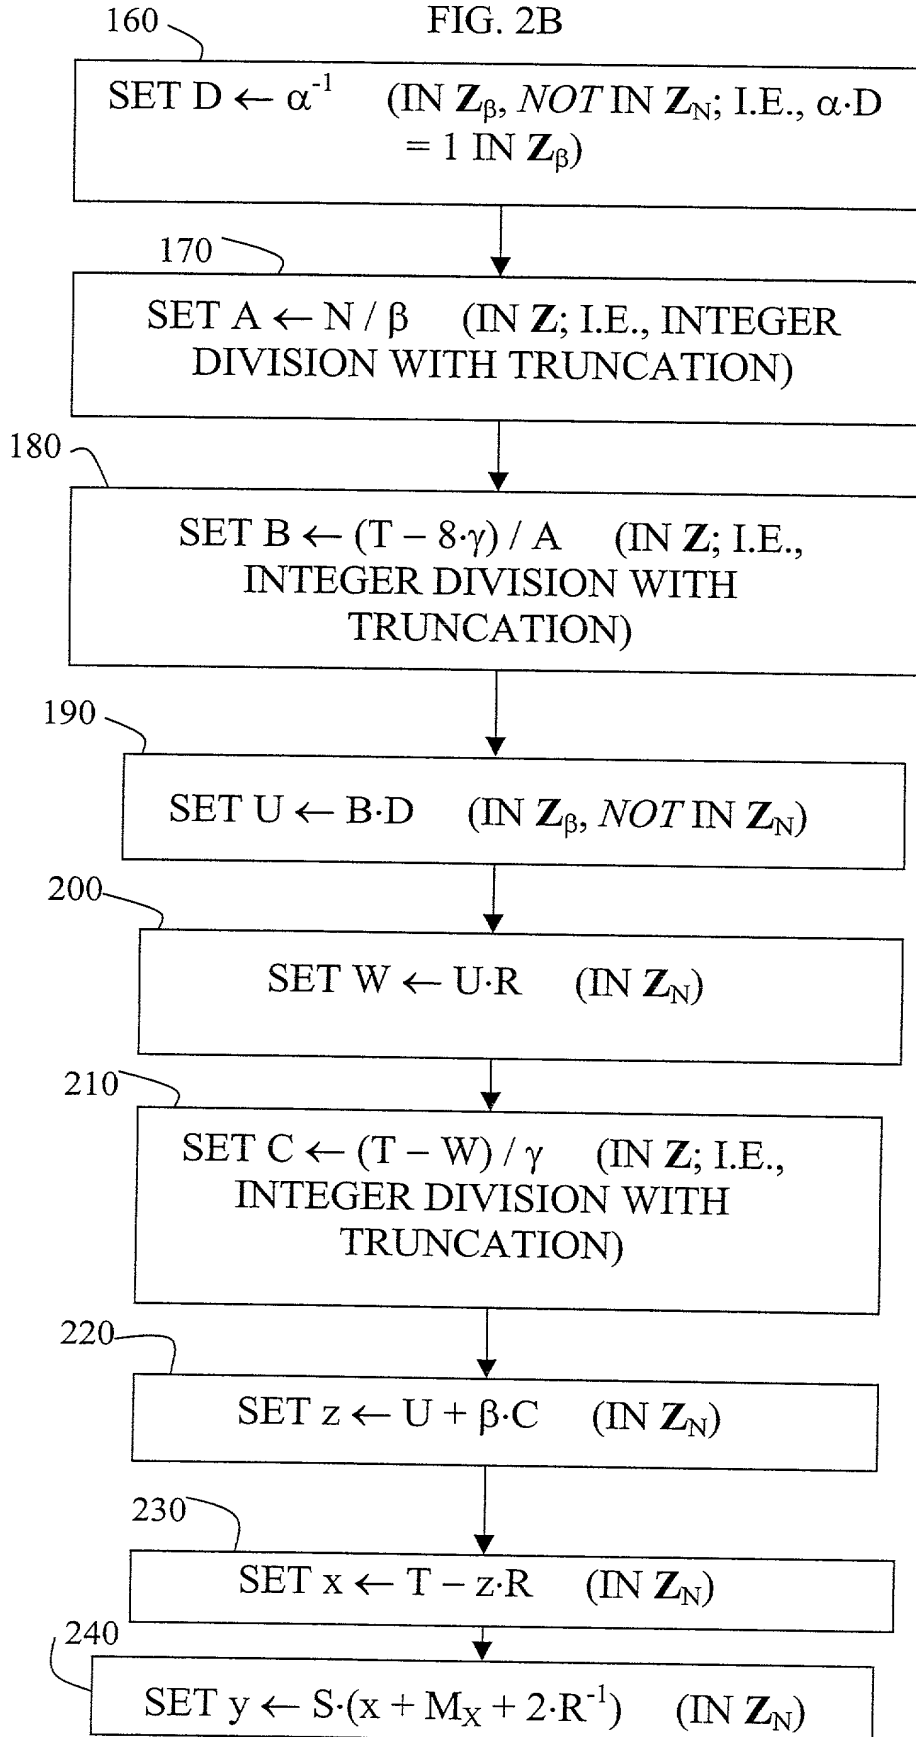 FIG. 2B
160
SET D ← α⁻¹ (IN Z_β, NOT IN Z_N; I.E., α·D
= 1 IN Z_β)
170
SET A ← N / β (IN Z; I.E., INTEGER
DIVISION WITH TRUNCATION)
180
SET B ← (T – 8·γ) / A (IN Z; I.E.,
INTEGER DIVISION WITH
TRUNCATION)
190
SET U ← B·D (IN Z_β, NOT IN Z_N)
200
SET W ← U·R (IN Z_N)
210
SET C ← (T – W) / γ (IN Z; I.E.,
INTEGER DIVISION WITH
TRUNCATION)
220
SET z ← U + β·C (IN Z_N)
230
SET x ← T – z·R (IN Z_N)
240
SET y ← S·(x + M_X + 2·R⁻¹) (IN Z_N)